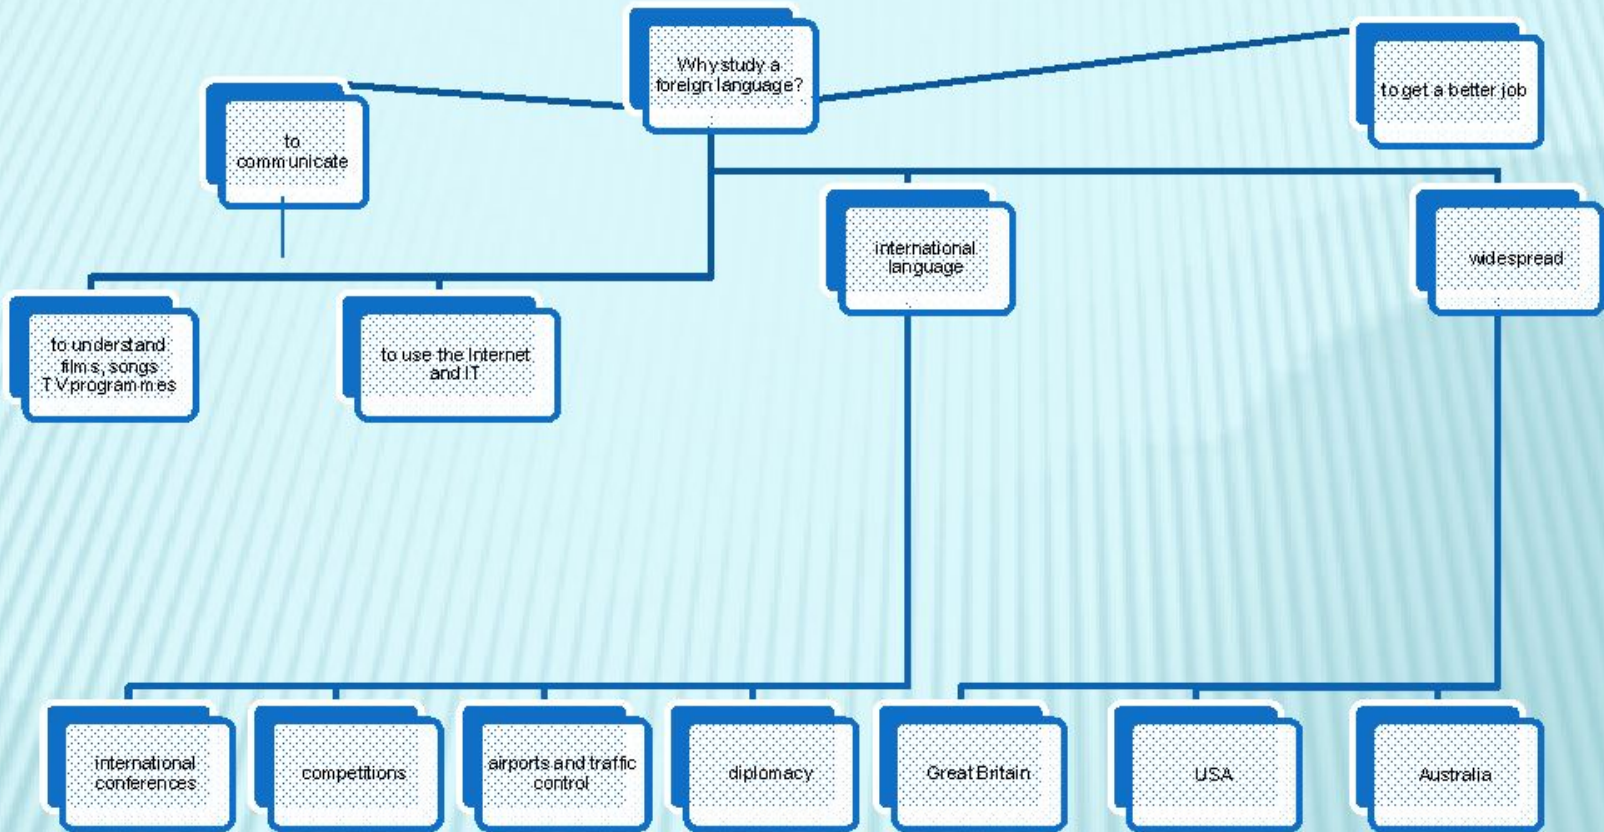 Why study a
foreign language?
to get a better job
to
communicate
international
language
widespread
to understand
films, songs
TV programmes
to use the Internet
and IT
international
conferences
competitions
airports and traffic
control
diplomacy
Great Britain
USA
Australia